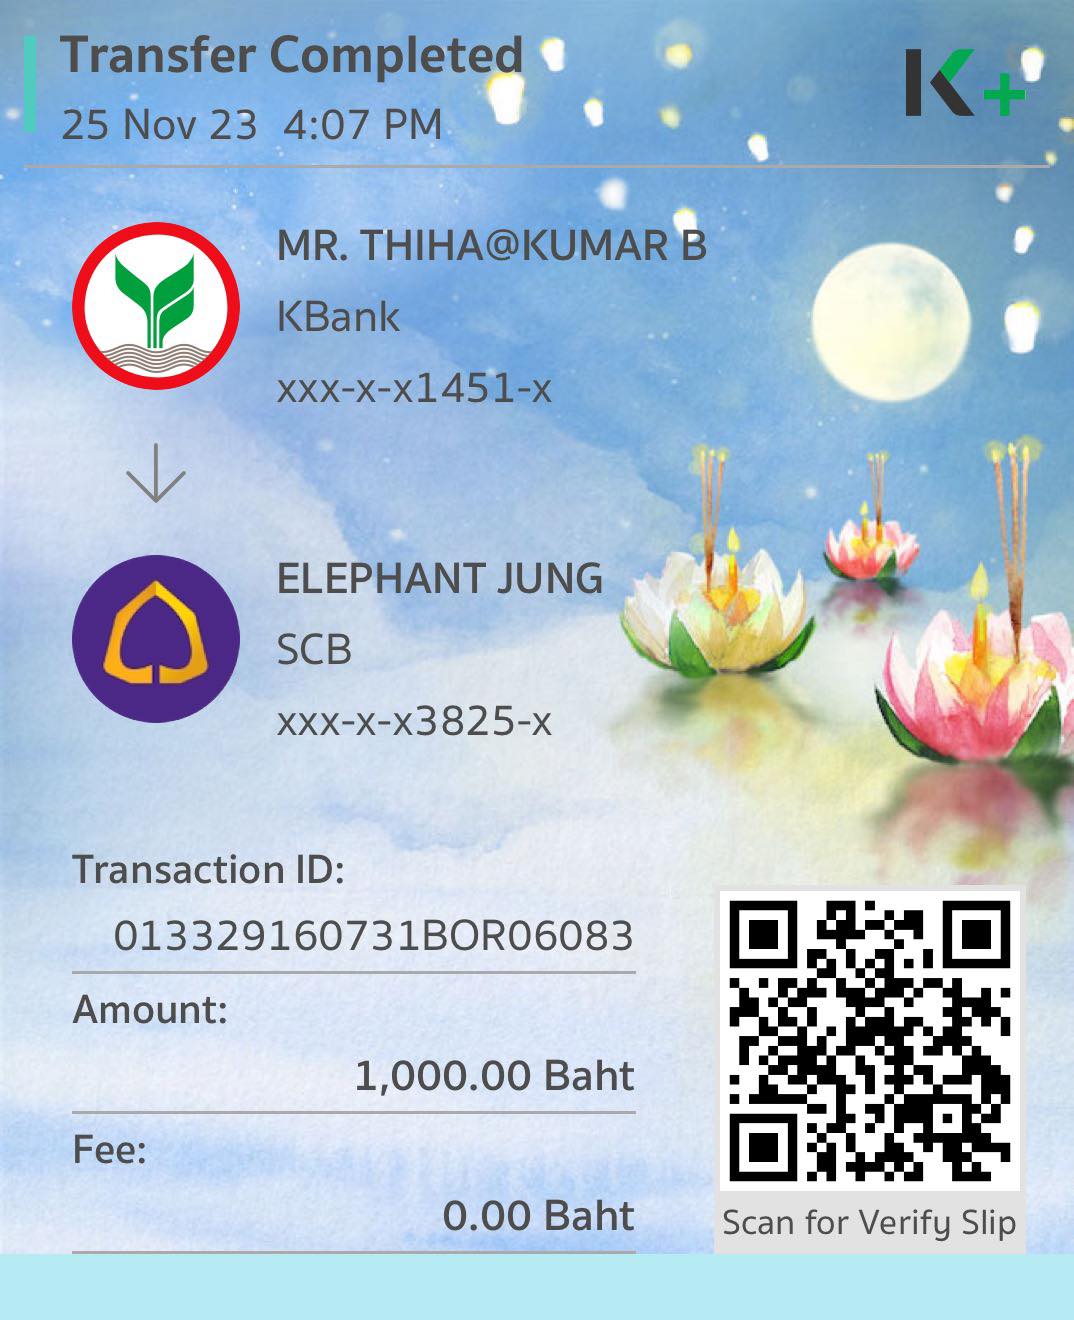 Transfer Completed
25 Nov 23 4:07 PM
K+
MR. THIHA@KUMAR B
KBank
xxx-x-x1451-x
ELEPHANT JUNG
SCB
xxx-x-x3825-x
Transaction ID:
013329160731BOR06083
Amount:
1,000.00 Baht
Fee:
0.00 Baht
Scan for Verify Slip